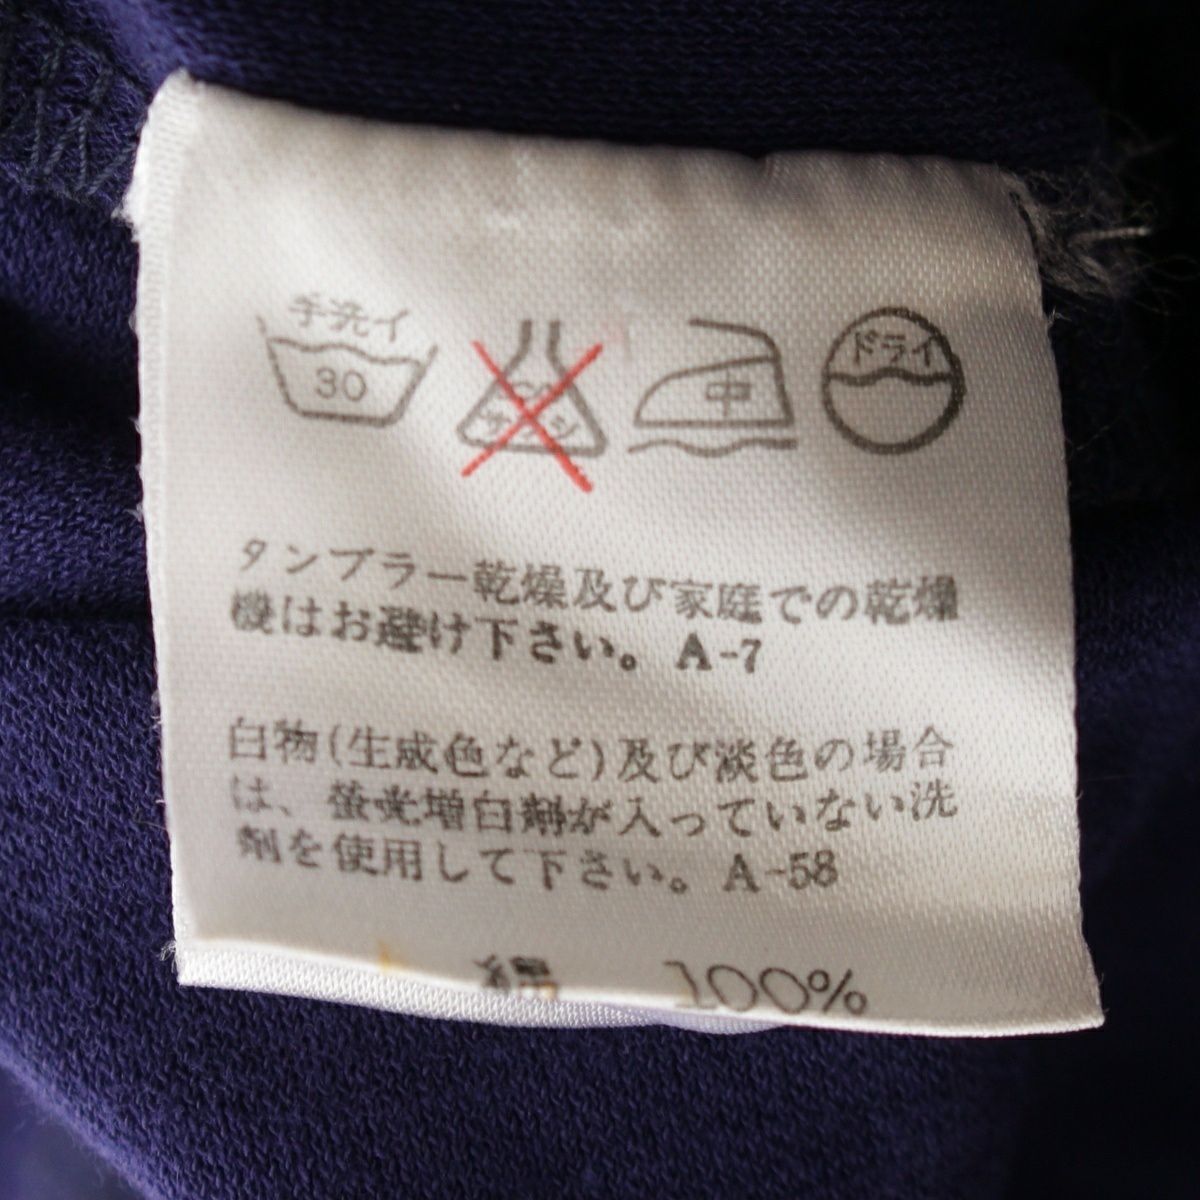 手洗イ
30
中
ドライ
タンブラー乾燥及び家庭での乾燥
機はお避け下さい。A-7
白物(生成色など)及び淡色の場合
は、蛍光増白剤が入っていない洗
剤を使用して下さい。A-58
綿 100%